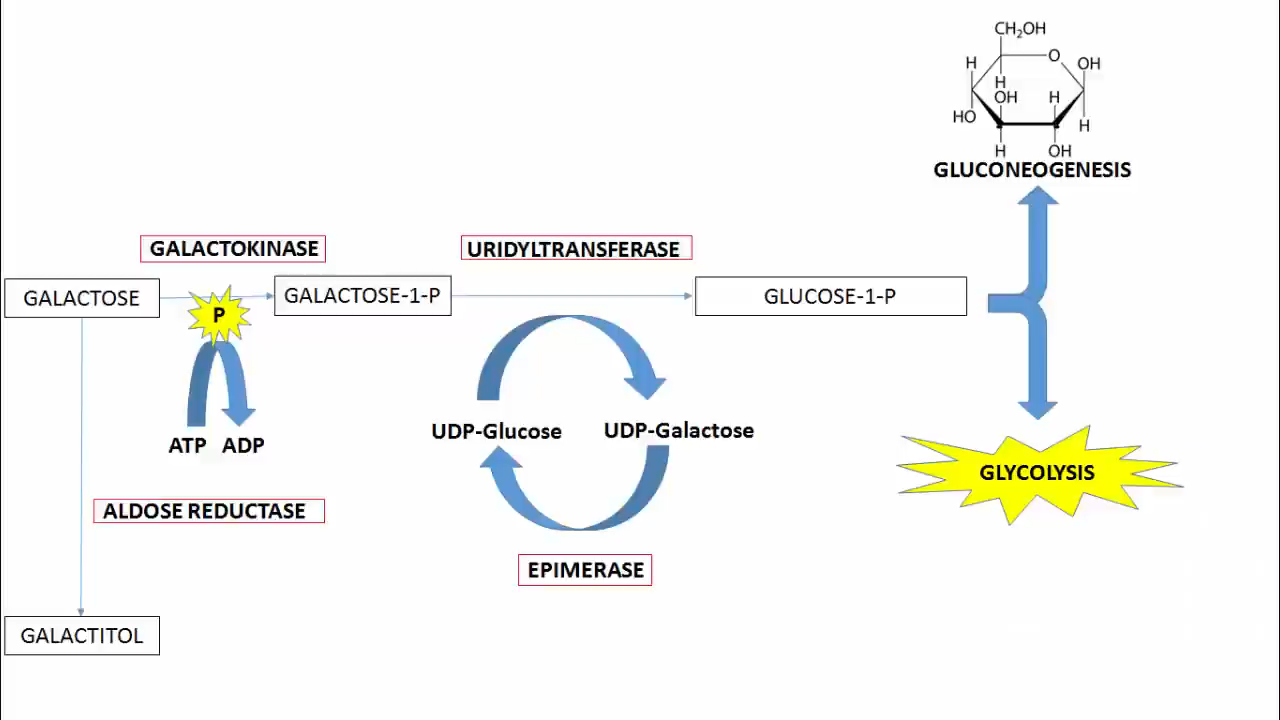 CH₂OH
H
O
OH
H
OH
H
HO
H
H
OH
GLUCONEOGENESIS
GALACTOKINASE
URIDYLTRANSFERASE
GALACTOSE
GALACTOSE-1-P
GLUCOSE-1-P
P
ATP ADP
UDP-Glucose
UDP-Galactose
GLYCOLYSIS
ALDOSE REDUCTASE
EPIMERASE
GALACTITOL